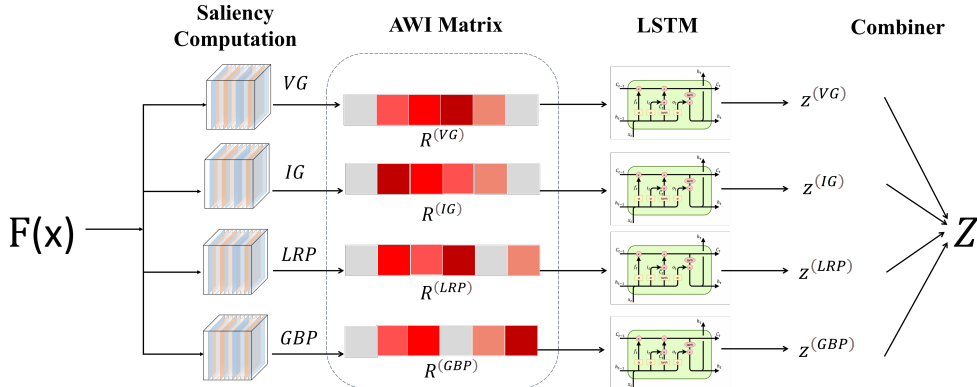 Saliency
Computation
AWI Matrix
LSTM
Combiner
VG
R^(VG)
z^(VG)
IG
R^(IG)
z^(IG)
F(x)
Z
LRP
R^(LRP)
z^(LRP)
GBP
R^(GBP)
z^(GBP)